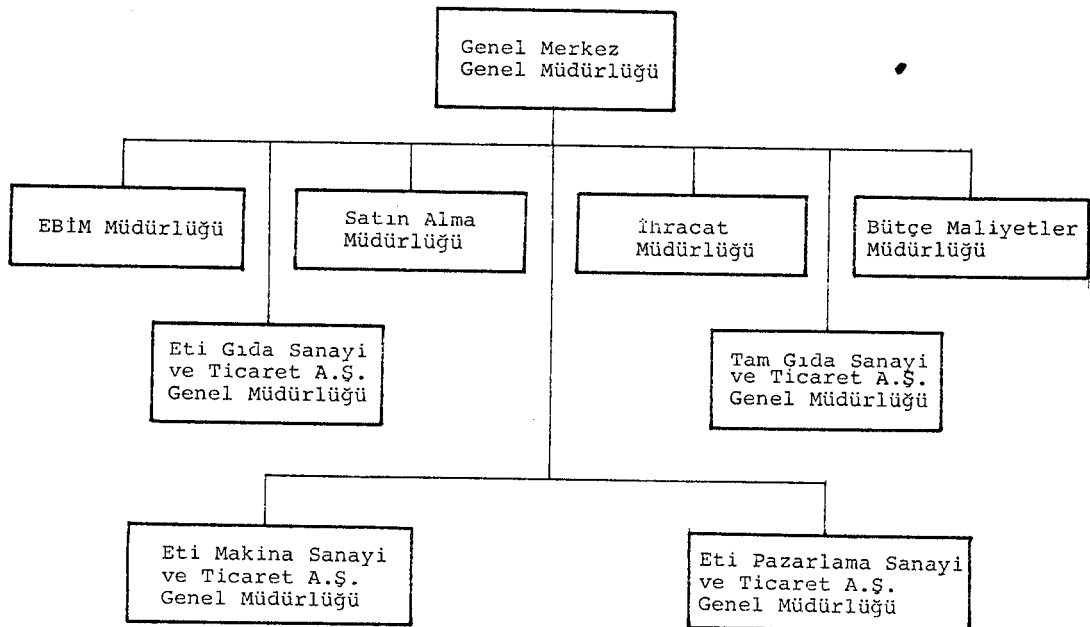 Genel Merkez
Genel Müdürlüğü
EBİM Müdürlüğü
Satın Alma
Müdürlüğü
İhracat
Müdürlüğü
Bütçe Maliyetler
Müdürlüğü
Eti Gıda Sanayi
ve Ticaret A.Ş.
Genel Müdürlüğü
Tam Gıda Sanayi
ve Ticaret A.Ş.
Genel Müdürlüğü
Eti Makina Sanayi
ve Ticaret A.Ş.
Genel Müdürlüğü
Eti Pazarlama Sanayi
ve Ticaret A.Ş.
Genel Müdürlüğü